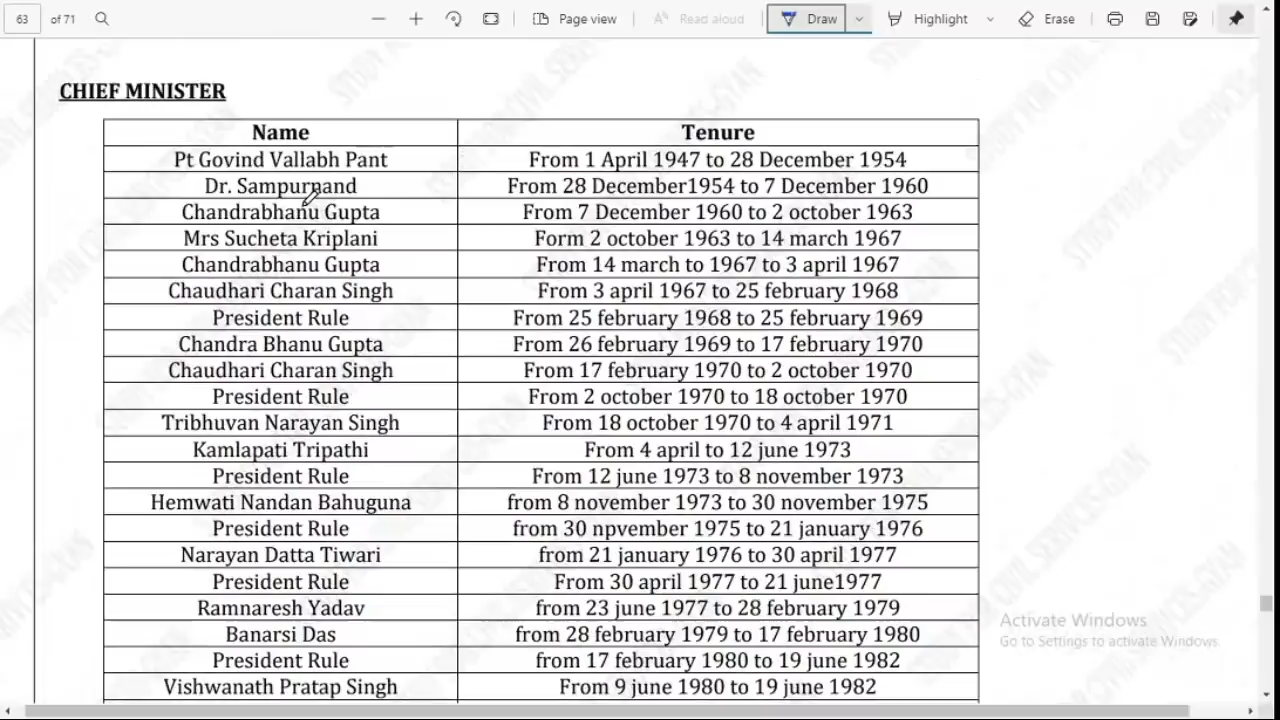 63 of 71 Page view Read aloud Draw Highlight Erase
CHIEF MINISTER
Name Tenure
Pt Govind Vallabh Pant From 1 April 1947 to 28 December 1954
Dr. Sampurnand From 28 December1954 to 7 December 1960
Chandrabhanu Gupta From 7 December 1960 to 2 october 1963
Mrs Sucheta Kriplani Form 2 october 1963 to 14 march 1967
Chandrabhanu Gupta From 14 march to 1967 to 3 april 1967
Chaudhari Charan Singh From 3 april 1967 to 25 february 1968
President Rule From 25 february 1968 to 25 february 1969
Chandra Bhanu Gupta From 26 february 1969 to 17 february 1970
Chaudhari Charan Singh From 17 february 1970 to 2 october 1970
President Rule From 2 october 1970 to 18 october 1970
Tribhuvan Narayan Singh From 18 october 1970 to 4 april 1971
Kamlapati Tripathi From 4 april to 12 june 1973
President Rule From 12 june 1973 to 8 november 1973
Hemwati Nandan Bahuguna from 8 november 1973 to 30 november 1975
President Rule from 30 npvember 1975 to 21 january 1976
Narayan Datta Tiwari from 21 january 1976 to 30 april 1977
President Rule From 30 april 1977 to 21 june1977
Ramnaresh Yadav from 23 june 1977 to 28 february 1979
Banarsi Das from 28 february 1979 to 17 february 1980
President Rule from 17 february 1980 to 19 june 1982
Vishwanath Pratap Singh From 9 june 1980 to 19 june 1982
Activate Windows
Go to Settings to activate Windows.